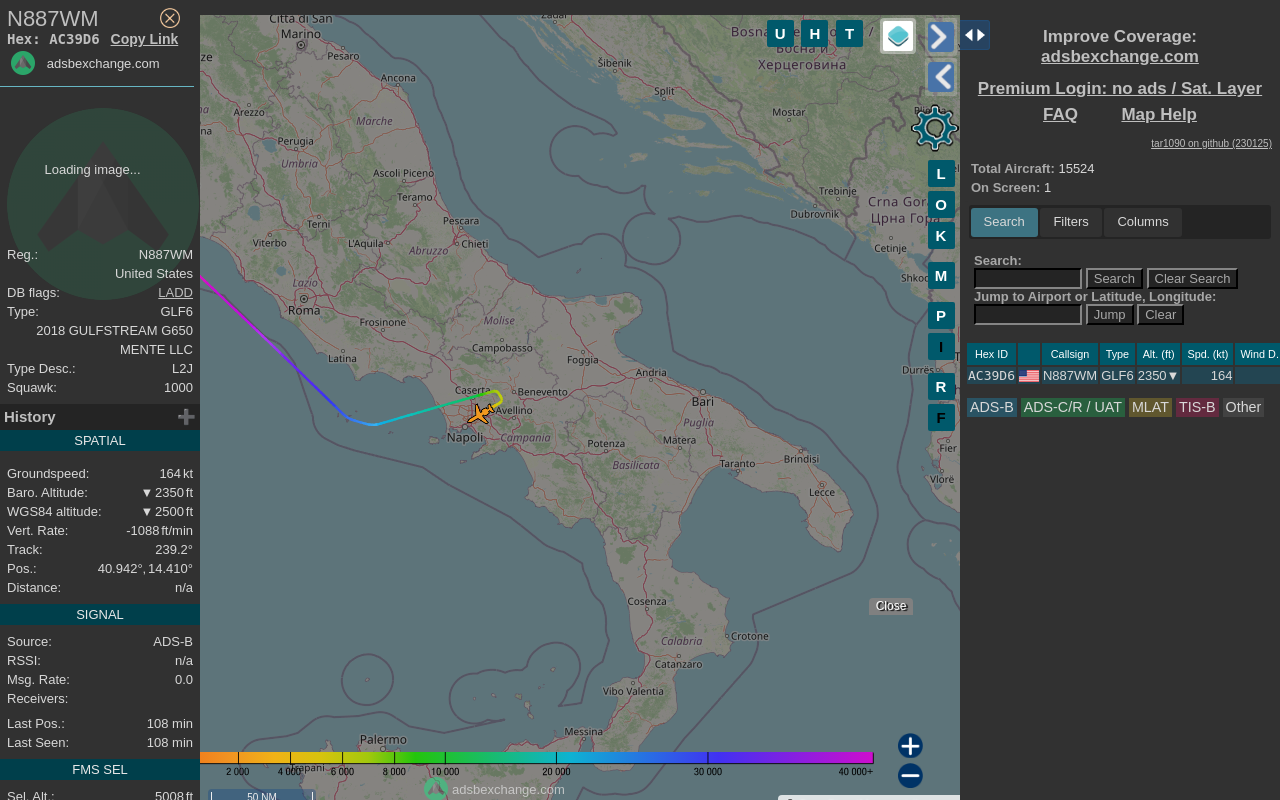 N887WM
Hex: AC39D6 Copy Link
adsbexchange.com
Loading image...
Reg.: N887WM
United States
DB flags: LADD
Type: GLF6
2018 GULFSTREAM G650
MENTE LLC
Type Desc.: L2J
Squawk: 1000
History
SPATIAL
Groundspeed: 164 kt
Baro. Altitude: ▼ 2350 ft
WGS84 altitude: ▼ 2500 ft
Vert. Rate: -1088 ft/min
Track: 239.2°
Pos.: 40.942°, 14.410°
Distance: n/a
SIGNAL
Source: ADS-B
RSSI: n/a
Msg. Rate: 0.0
Receivers:
Last Pos.: 108 min
Last Seen: 108 min
FMS SEL
Sel. Alt.: 5008 ft
Città di San
Marino
Pesaro
Ancona
Arezzo
Marche
Perugia
Umbria
Ascoli Piceno
Teramo
Terni
Pescara
Viterbo
L'Aquila
Chieti
Abruzzo
Lazio
Roma
Frosinone
Molise
Latina
Campobasso
Foggia
Andria
Caserta
Benevento
Bari
Avellino
Napoli
Campania
Puglia
Potenza
Matera
Brindisi
Basilicata
Taranto
Lecce
Cosenza
Calabria
Crotone
Catanzaro
Vibo Valentia
Messina
Palermo
Trapani
Zadar
Šibenik
Split
Босна и
Херцеговина
Mostar
Trebinje
Dubrovnik
Crna Gor
Црна Гора
Cetinje
Shkod
Durrës
Fier
Vlorë
U H T
L
O
K
M
P
I
R
F
Close
2 000 4 000 6 000 8 000 10 000 20 000 30 000 40 000+
50 NM
adsbexchange.com
Improve Coverage:
adsbexchange.com
Premium Login: no ads / Sat. Layer
FAQ Map Help
tar1090 on github (230125)
Total Aircraft: 15524
On Screen: 1
Search Filters Columns
Search:
Search Clear Search
Jump to Airport or Latitude, Longitude:
Jump Clear
Hex ID Callsign Type Alt. (ft) Spd. (kt) Wind D.
AC39D6 N887WM GLF6 2350▼ 164
ADS-B ADS-C/R / UAT MLAT TIS-B Other